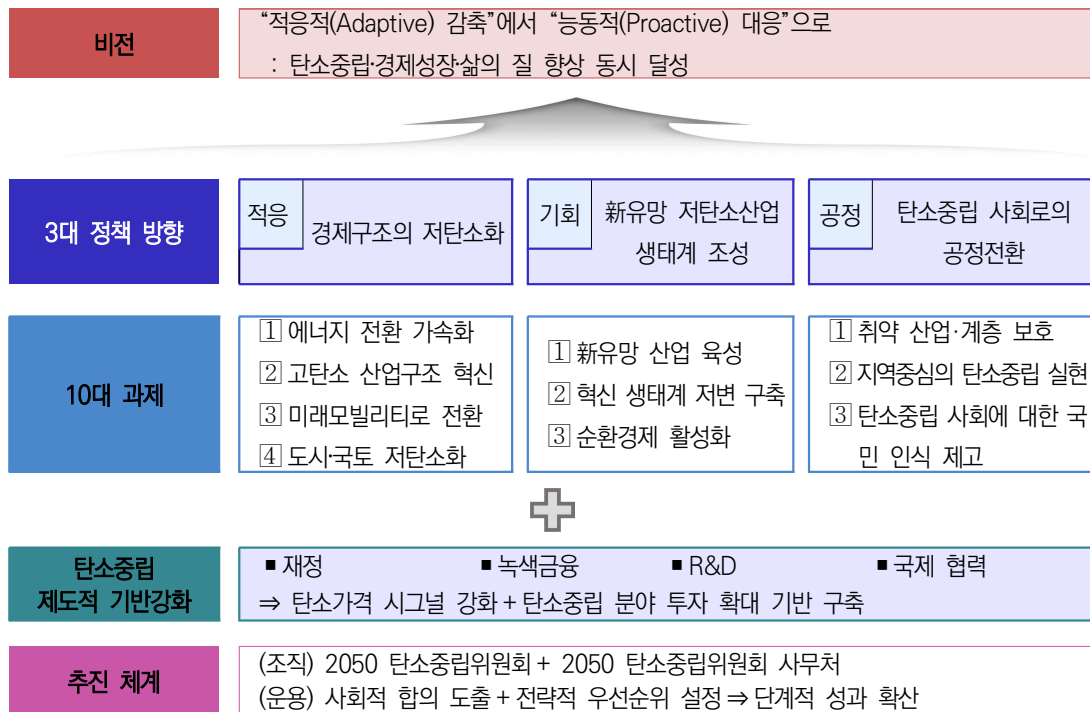 비전
“적응적(Adaptive) 감축”에서 “능동적(Proactive) 대응”으로
: 탄소중립·경제성장·삶의 질 향상 동시 달성
3대 정책 방향
적응
경제구조의 저탄소화
기회
新유망 저탄소산업
생태계 조성
공정
탄소중립 사회로의
공정전환
10대 과제
1 에너지 전환 가속화
2 고탄소 산업구조 혁신
3 미래모빌리티로 전환
4 도시·국토 저탄소화
1 新유망 산업 육성
2 혁신 생태계 저변 구축
3 순환경제 활성화
1 취약 산업·계층 보호
2 지역중심의 탄소중립 실현
3 탄소중립 사회에 대한 국
민 인식 제고
탄소중립
제도적 기반강화
▪ 재정 ▪ 녹색금융 ▪ R&D ▪ 국제 협력
⇒ 탄소가격 시그널 강화 + 탄소중립 분야 투자 확대 기반 구축
추진 체계
(조직) 2050 탄소중립위원회 + 2050 탄소중립위원회 사무처
(운용) 사회적 합의 도출 + 전략적 우선순위 설정 ⇒ 단계적 성과 확산